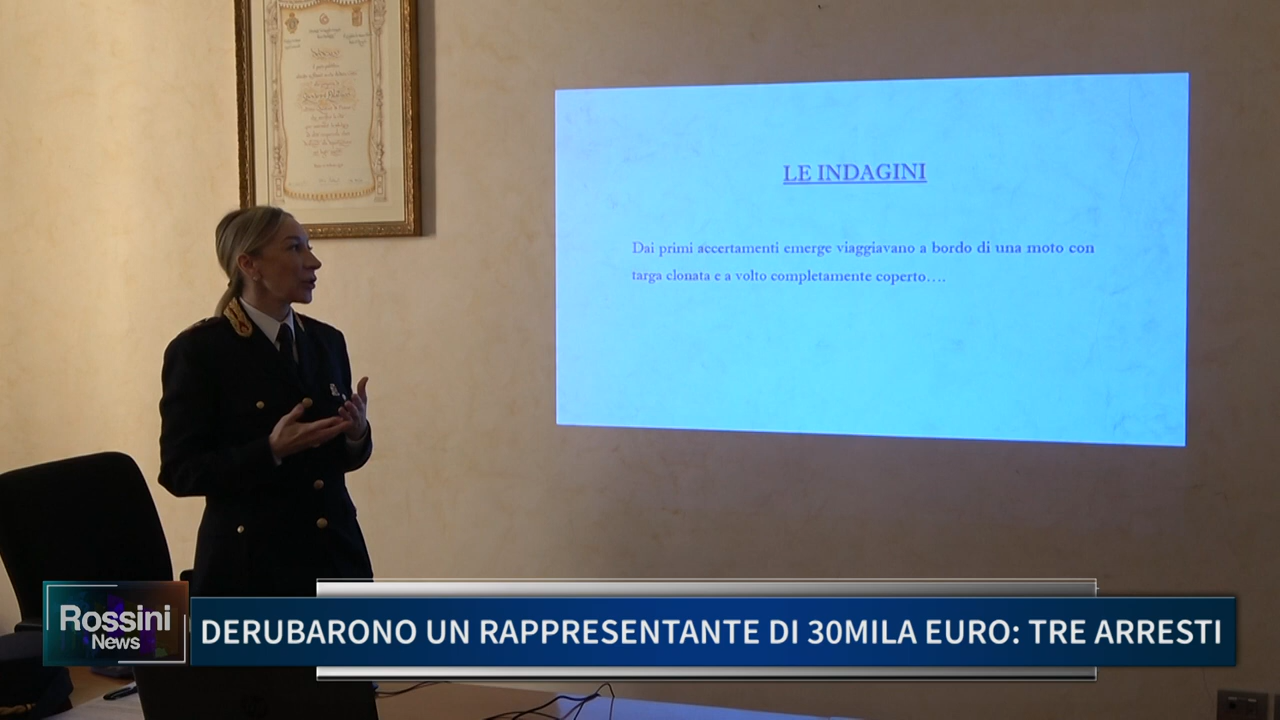 LE INDAGINI
Dai primi accertamenti emerge viaggiavano a bordo di una moto con
targa clonata e a volto completamente coperto….
Rossini
News
DERUBARONO UN RAPPRESENTANTE DI 30MILA EURO: TRE ARRESTI